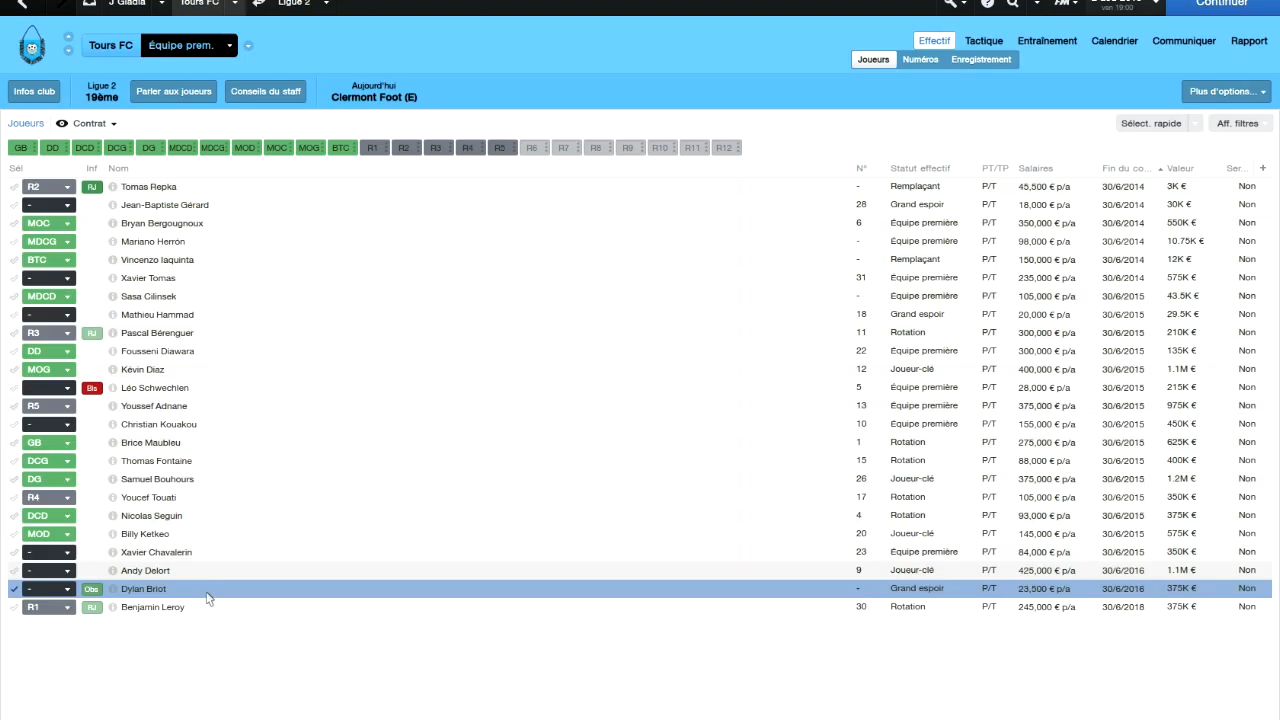 J Gladia Tours FC Ligue 2
ven 19:00 Continuer
Tours FC Équipe prem.
Effectif Tactique Entraînement Calendrier Communiquer Rapport
Joueurs Numéros Enregistrement
Infos club Ligue 2 19ème Parler aux joueurs Conseils du staff Aujourd'hui Clermont Foot (E) Plus d'options...
Joueurs Contrat Sélect. rapide Aff. filtres
GB DD DCD DCG DG MDCD MDCG MOD MOC MOG BTC R1 R2 R3 R4 R5 R6 R7 R8 R9 R10 R11 R12
Sél Inf Nom N° Statut effectif PT/TP Salaires Fin du co... Valeur Ser... +
R2 RJ Tomas Repka - Remplaçant P/T 45,500 € p/a 30/6/2014 3K € Non
- Jean-Baptiste Gérard 28 Grand espoir P/T 18,000 € p/a 30/6/2014 30K € Non
MOC Bryan Bergougnoux 6 Équipe première P/T 350,000 € p/a 30/6/2014 550K € Non
MDCG Mariano Herrón - Équipe première P/T 98,000 € p/a 30/6/2014 10.75K € Non
BTC Vincenzo Iaquinta - Remplaçant P/T 150,000 € p/a 30/6/2014 12K € Non
- Xavier Tomas 31 Équipe première P/T 235,000 € p/a 30/6/2014 575K € Non
MDCD Sasa Cilinsek - Équipe première P/T 105,000 € p/a 30/6/2015 43.5K € Non
- Mathieu Hammad 18 Grand espoir P/T 20,000 € p/a 30/6/2015 29.5K € Non
R3 RJ Pascal Bérenguer 11 Rotation P/T 300,000 € p/a 30/6/2015 210K € Non
DD Fousseni Diawara 22 Équipe première P/T 300,000 € p/a 30/6/2015 135K € Non
MOG Kévin Diaz 12 Joueur-clé P/T 400,000 € p/a 30/6/2015 1.1M € Non
Bls Léo Schwechlen 5 Équipe première P/T 28,000 € p/a 30/6/2015 215K € Non
R5 Youssef Adnane 13 Équipe première P/T 375,000 € p/a 30/6/2015 975K € Non
- Christian Kouakou 10 Équipe première P/T 155,000 € p/a 30/6/2015 450K € Non
GB Brice Maubleu 1 Rotation P/T 275,000 € p/a 30/6/2015 625K € Non
DCG Thomas Fontaine 15 Rotation P/T 88,000 € p/a 30/6/2015 400K € Non
DG Samuel Bouhours 26 Joueur-clé P/T 375,000 € p/a 30/6/2015 1.2M € Non
R4 Youcef Touati 17 Rotation P/T 105,000 € p/a 30/6/2015 350K € Non
DCD Nicolas Seguin 4 Rotation P/T 93,000 € p/a 30/6/2015 375K € Non
MOD Billy Ketkeo 20 Joueur-clé P/T 145,000 € p/a 30/6/2015 575K € Non
- Xavier Chavalerin 23 Équipe première P/T 84,000 € p/a 30/6/2015 350K € Non
- Andy Delort 9 Joueur-clé P/T 425,000 € p/a 30/6/2016 1.1M € Non
- Obs Dylan Briot - Grand espoir P/T 23,500 € p/a 30/6/2016 375K € Non
R1 RJ Benjamin Leroy 30 Rotation P/T 245,000 € p/a 30/6/2018 375K € Non